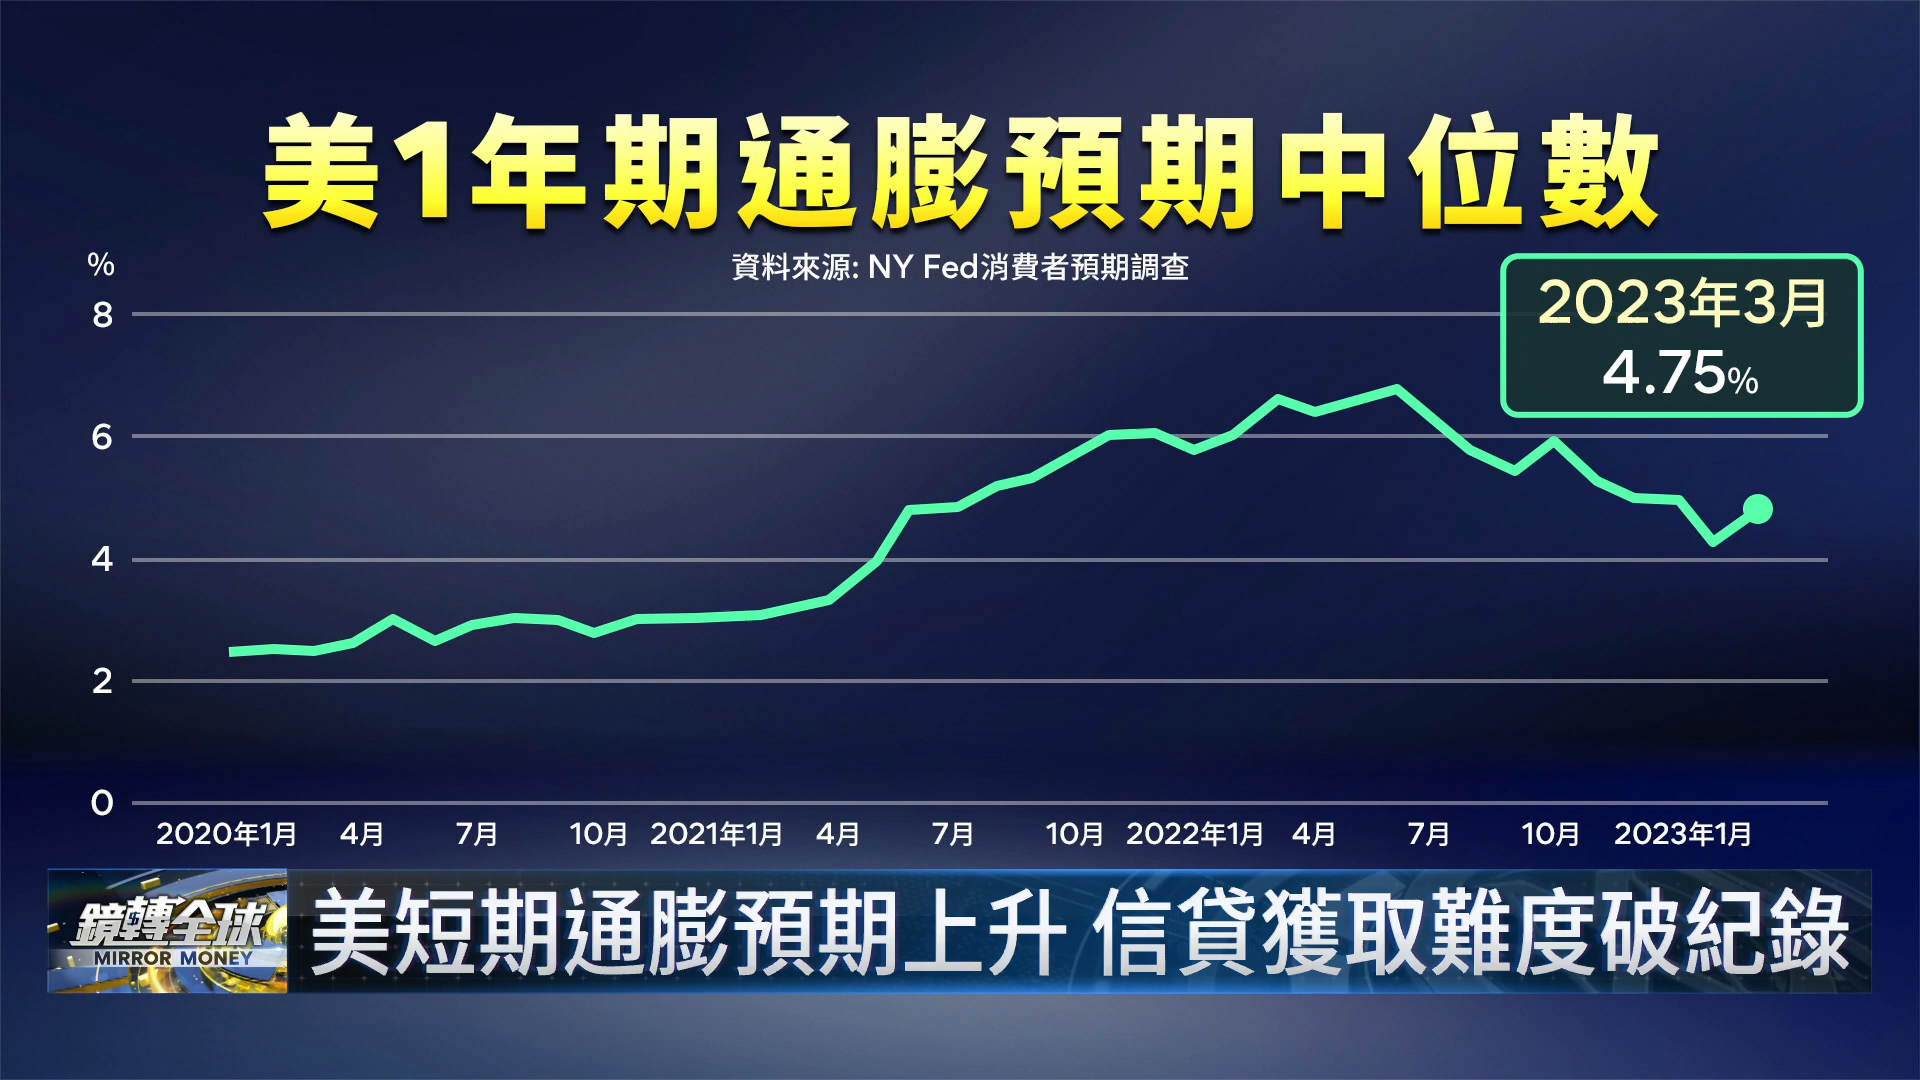 美1年期通膨預期中位數
資料來源: NY Fed消費者預期調查
%
2023年3月
4.75%
8
6
4
2
0
2020年1月 4月 7月 10月 2021年1月 4月 7月 10月 2022年1月 4月 7月 10月 2023年1月
鏡轉全球
MIRROR MONEY
美短期通膨預期上升 信貸獲取難度破紀錄